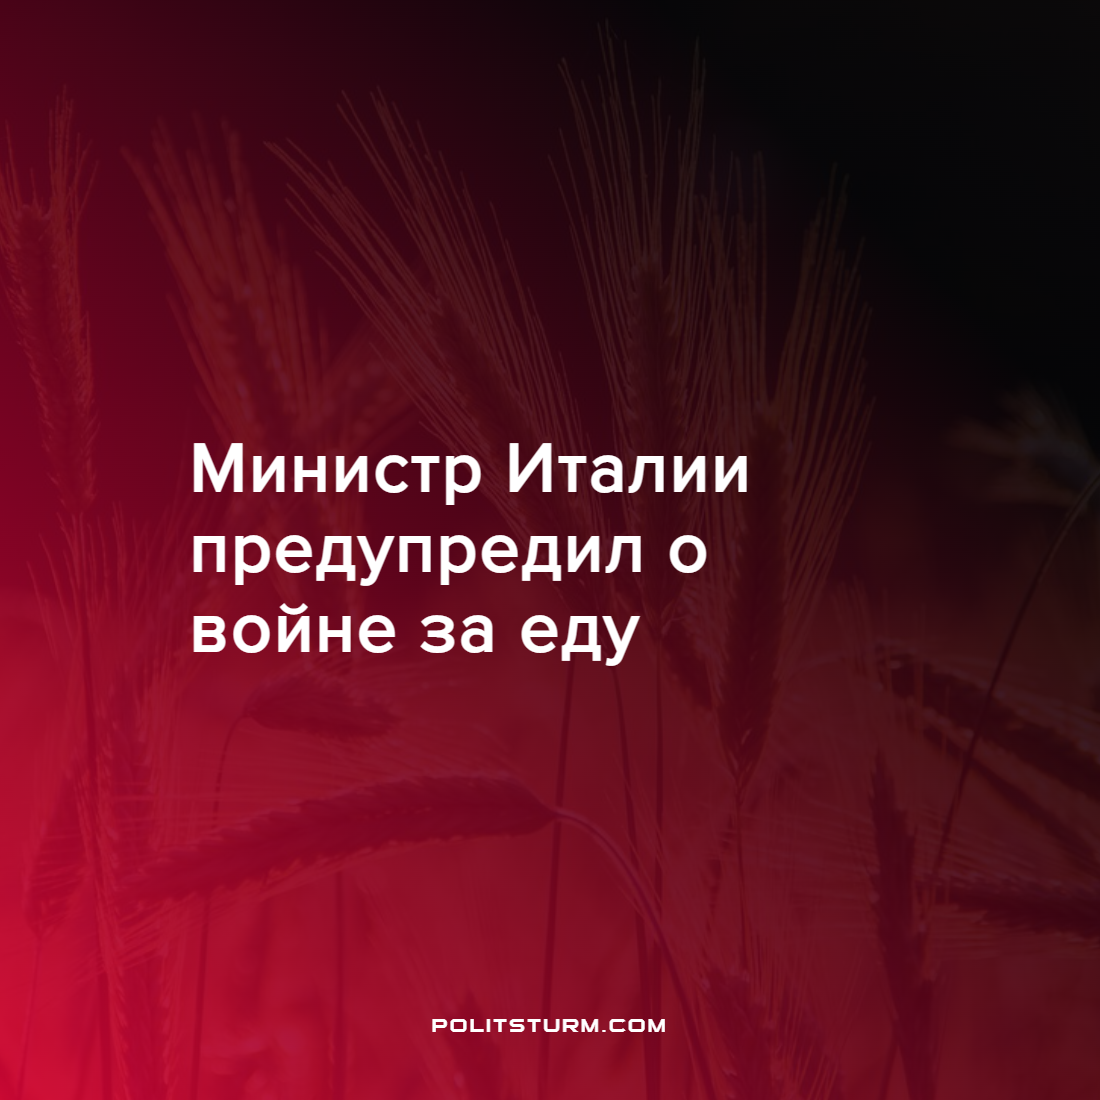 Министр Италии
предупредил о
войне за еду
POLITSTURM.COM